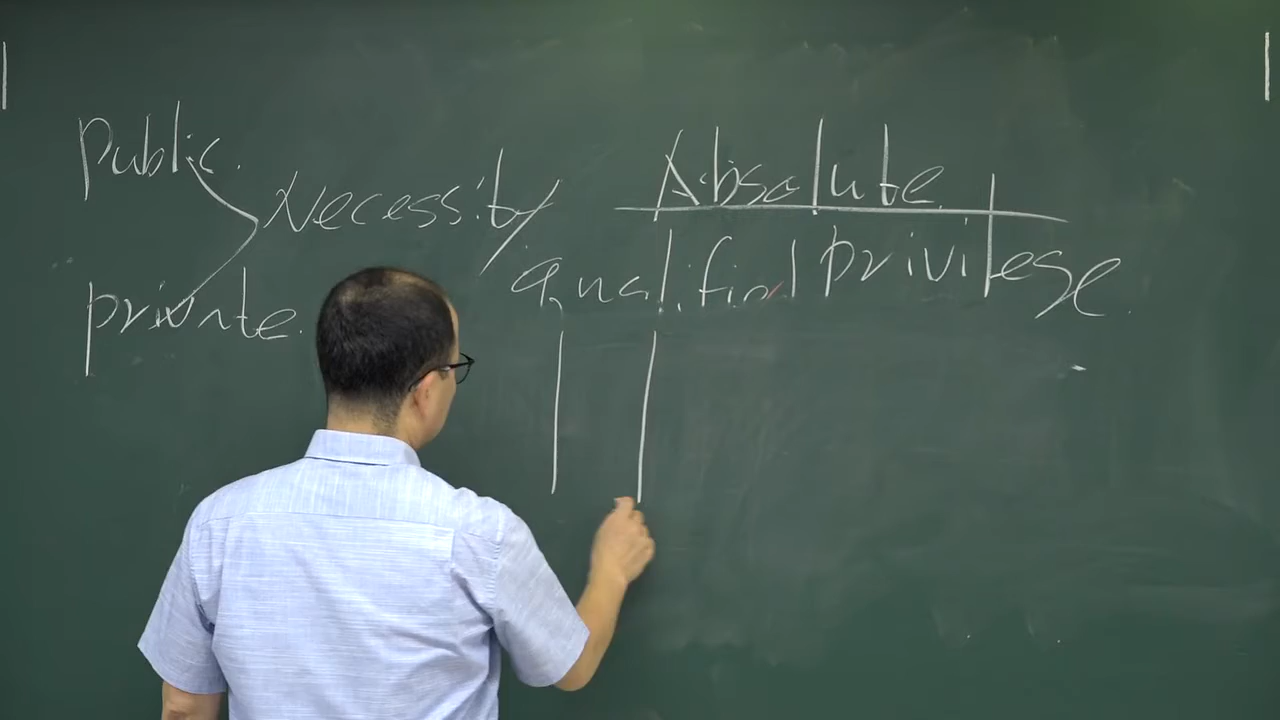 Public.
Necessity
private.
Absolute.
qualified privilege.